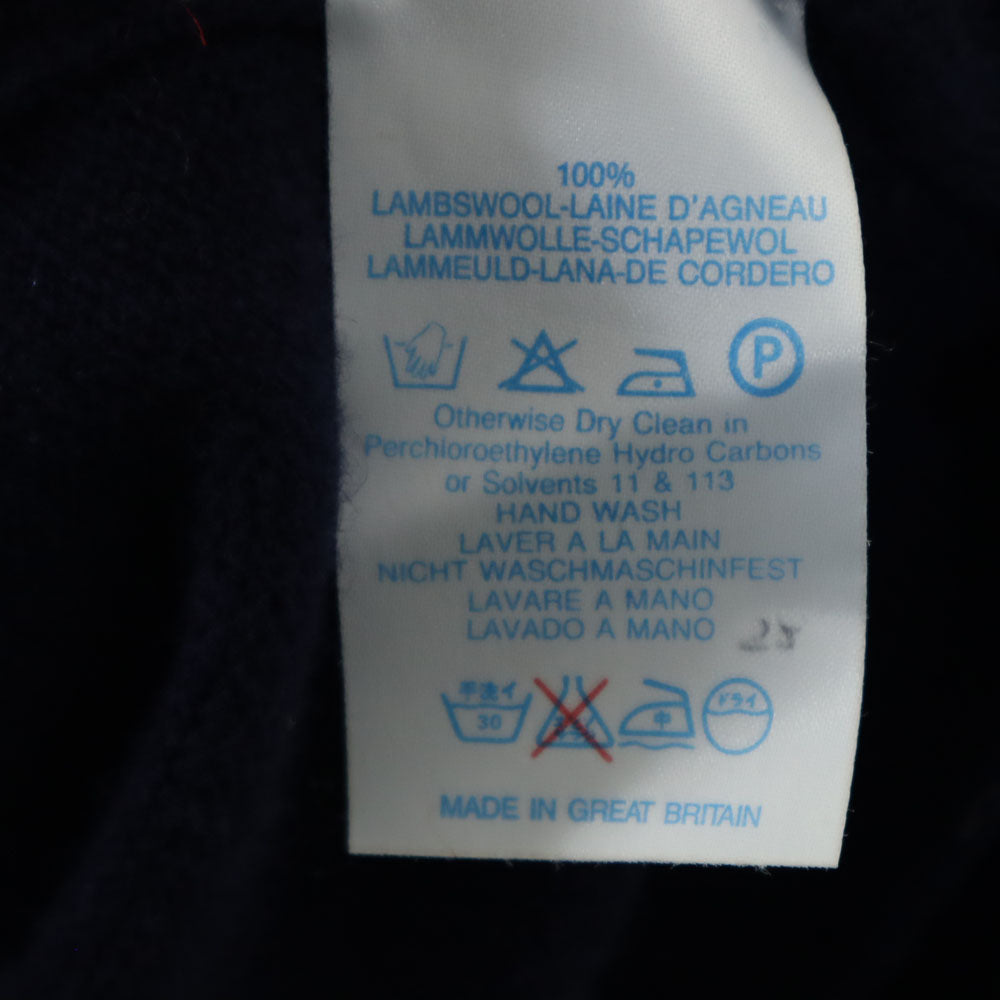 100%
LAMBSWOOL-LAINE D'AGNEAU
LAMMWOLLE-SCHAPEWOL
LAMMEULD-LANA-DE CORDERO
P
Otherwise Dry Clean in
Perchloroethylene Hydro Carbons
or Solvents 11 & 113
HAND WASH
LAVER A LA MAIN
NICHT WASCHMASCHINFEST
LAVARE A MANO
LAVADO A MANO
手洗イ 30 中 ドライ
MADE IN GREAT BRITAIN